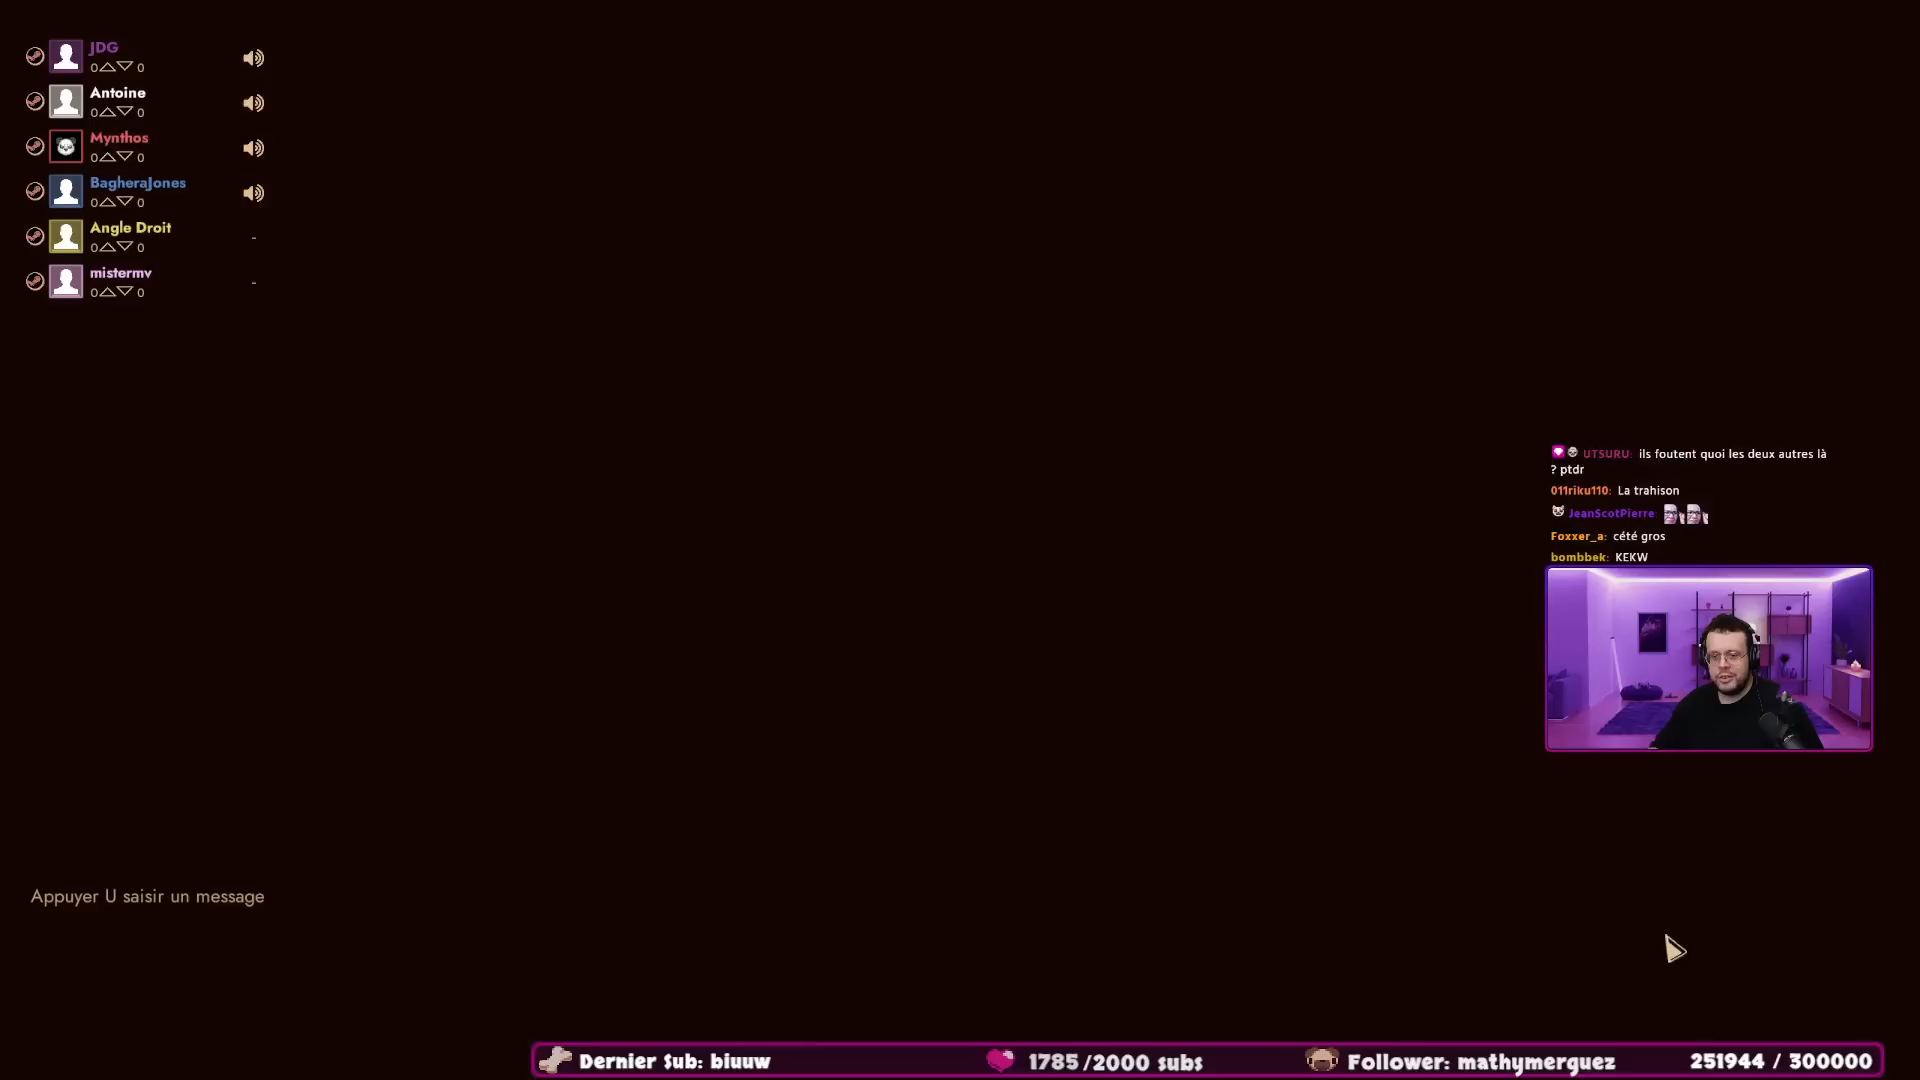 JDG
0 0
Antoine
0 0
Mynthos
0 0
BagheraJones
0 0
Angle Droit
0 0
-
mistermv
0 0
-
UTSURU: ils foutent quoi les deux autres là
? ptdr
011riku110: La trahison
JeanScotPierre:
Foxxer_a: cété gros
bombbek: KEKW
Appuyer U saisir un message
Dernier Sub: biuuw
1785/2000 subs
Follower: mathymerguez
251944 / 300000